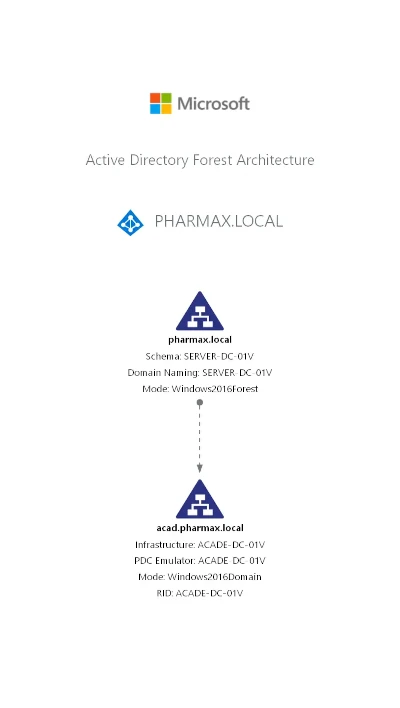 Microsoft
Active Directory Forest Architecture
PHARMAX.LOCAL
pharmax.local
Schema: SERVER-DC-01V
Domain Naming: SERVER-DC-01V
Mode: Windows2016Forest
acad.pharmax.local
Infrastructure: ACADE-DC-01V
PDC Emulator: ACADE-DC-01V
Mode: Windows2016Domain
RID: ACADE-DC-01V